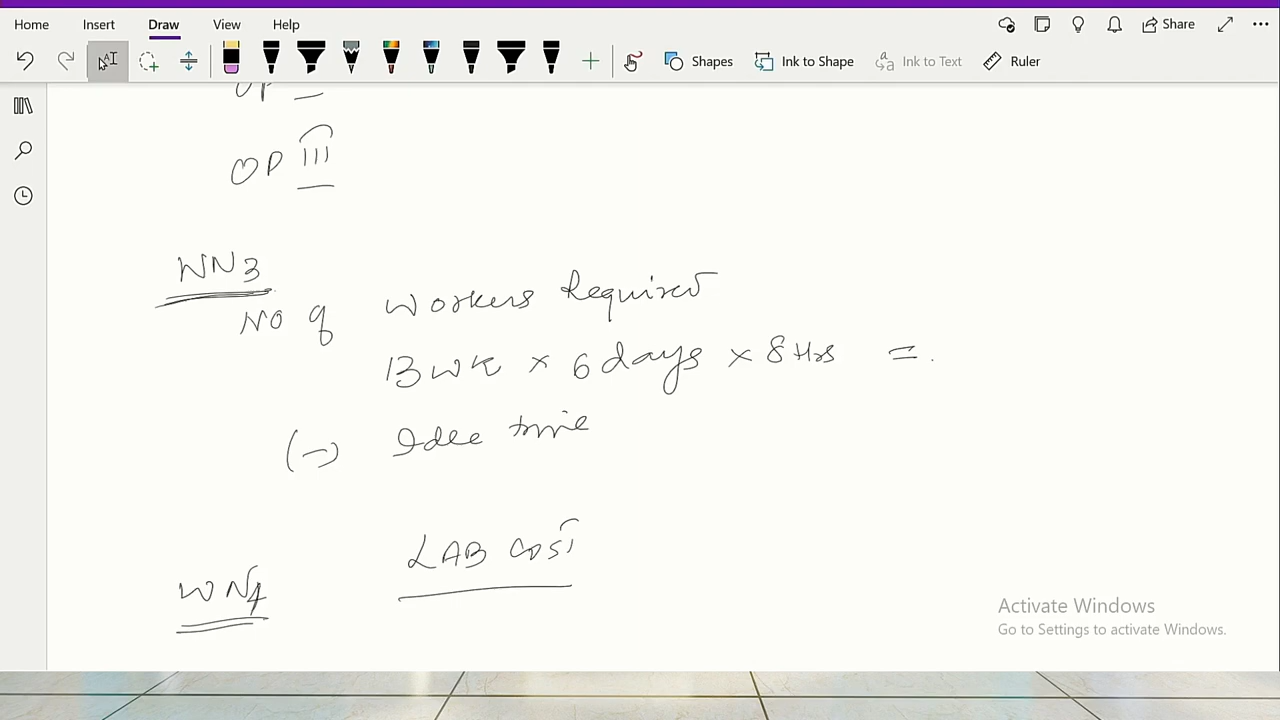 Home Insert Draw View Help Share
Shapes Ink to Shape Ink to Text Ruler
OP
OP III
WN3
No of Workers Required
13 wk × 6 days × 8 Hrs =
(-) Idle time
LAB COST
WN4
Activate Windows
Go to Settings to activate Windows.